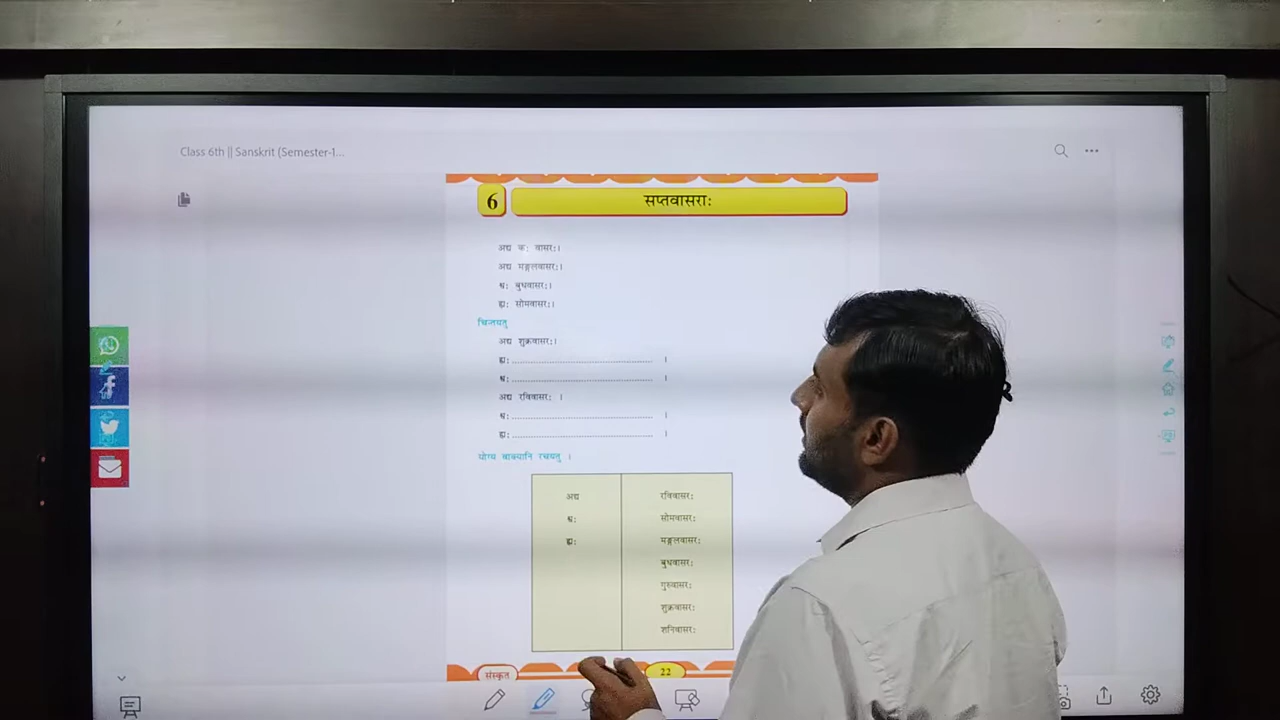 Class 6th || Sanskrit (Semester-1...
6
सप्तवासराः
अद्य कः वासरः।
अद्य मङ्गलवासरः।
श्वः बुधवासरः।
ह्यः सोमवासरः।
चिन्तयतु
अद्य शुक्रवासरः।
ह्यः ............................................................ ।
श्वः ............................................................ ।
अद्य रविवासरः ।
श्वः ............................................................ ।
ह्यः ............................................................ ।
योग्य वाक्यानि रचयतु ।
अद्य रविवासरः
श्वः सोमवासरः
ह्यः मङ्गलवासरः
बुधवासरः
गुरुवासरः
शुक्रवासरः
शनिवासरः
संस्कृत 22